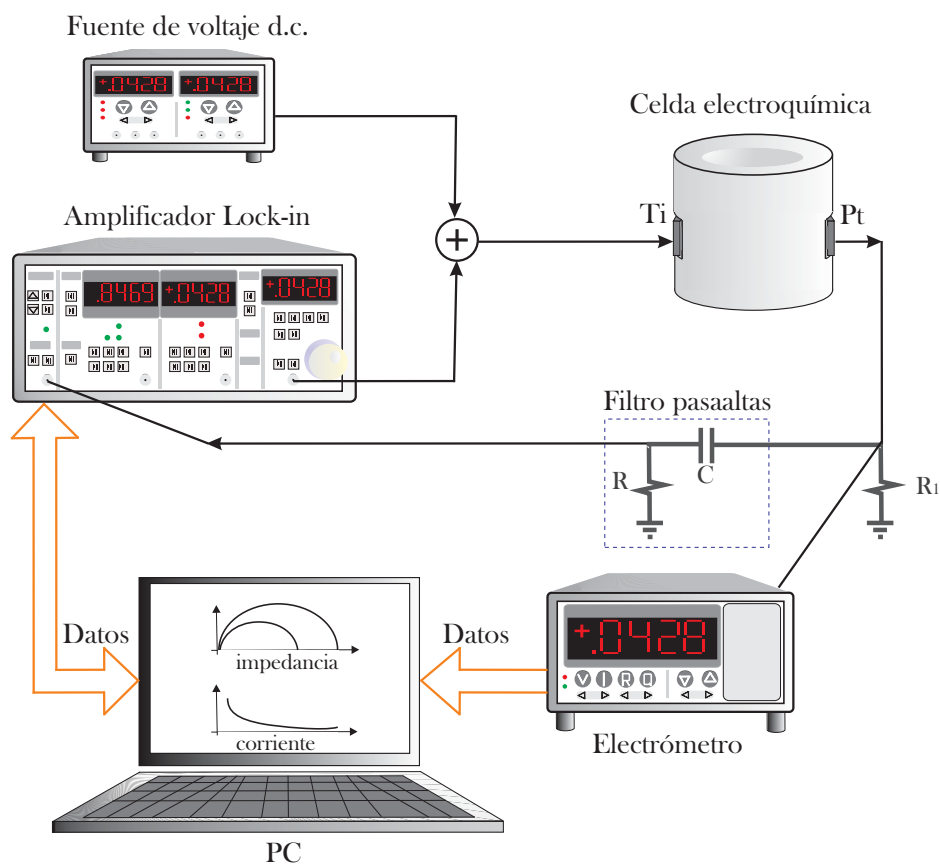 Fuente de voltaje d.c.
+.0428 +.0428
Celda electroquímica
Amplificador Lock-in
Ti
Pt
.8469 +.0428 +.0428
Filtro pasaaltas
R
C
R1
Datos
Datos
impedancia
corriente
+.0428
V I R Q
Electrómetro
PC